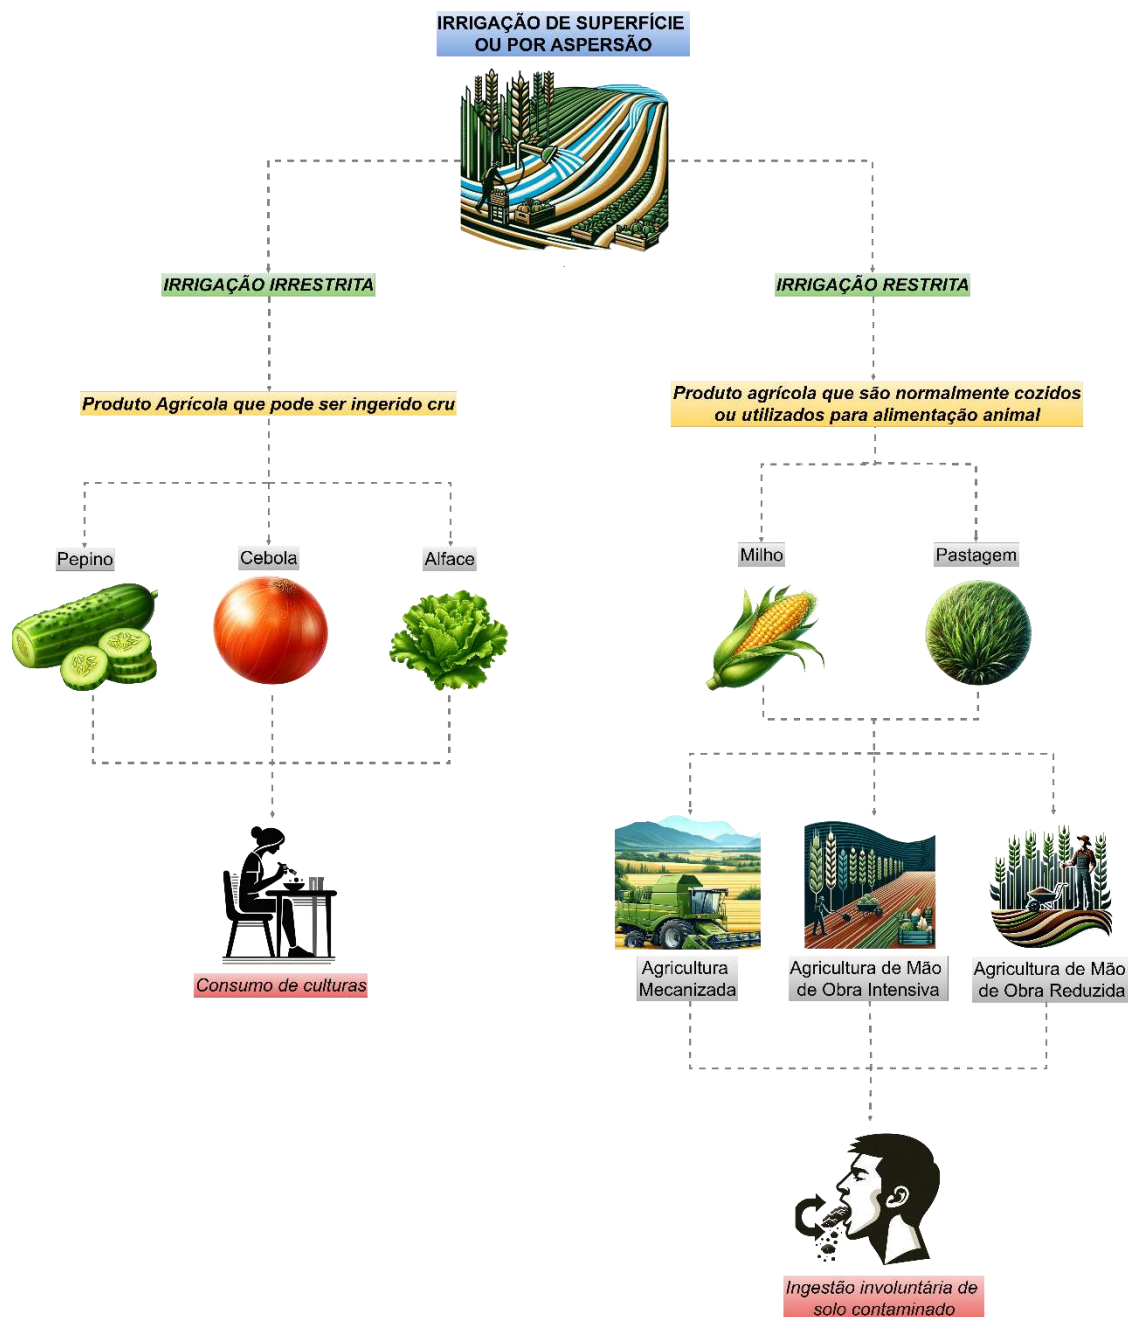 IRRIGAÇÃO DE SUPERFÍCIE
OU POR ASPERSÃO
IRRIGAÇÃO IRRESTRITA
IRRIGAÇÃO RESTRITA
Produto Agrícola que pode ser ingerido cru
Produto agrícola que são normalmente cozidos
ou utilizados para alimentação animal
Pepino
Cebola
Alface
Milho
Pastagem
Consumo de culturas
Agricultura
Mecanizada
Agricultura de Mão
de Obra Intensiva
Agricultura de Mão
de Obra Reduzida
Ingestão involuntária de
solo contaminado